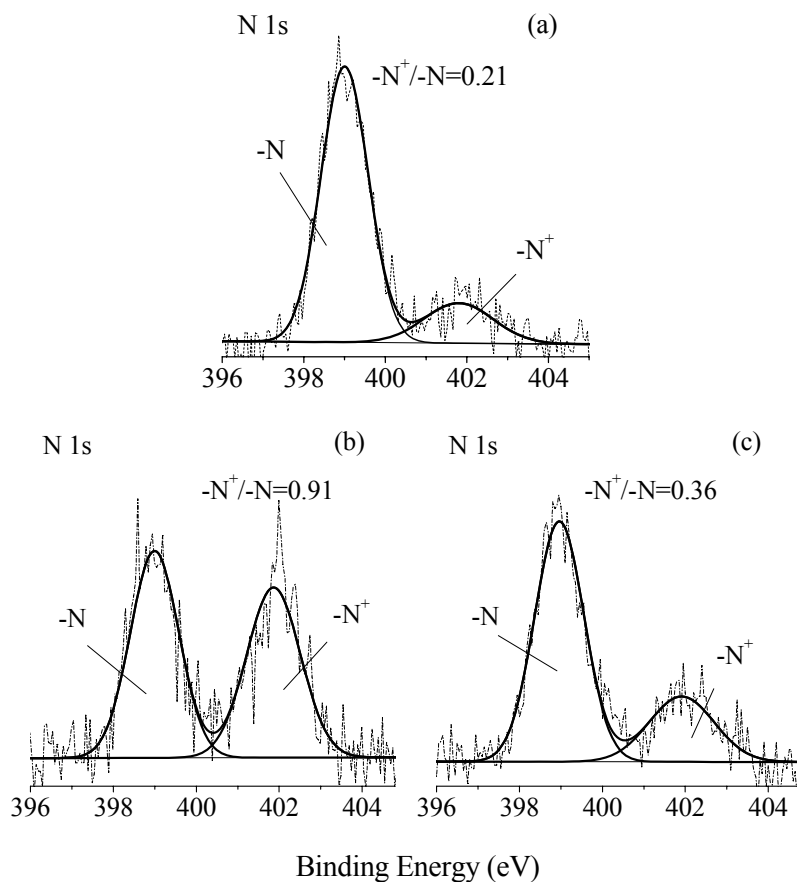 N 1s (a)
-N⁺/-N=0.21
-N
-N⁺
396 398 400 402 404
N 1s (b)
-N⁺/-N=0.91
-N
-N⁺
396 398 400 402 404
N 1s (c)
-N⁺/-N=0.36
-N
-N⁺
396 398 400 402 404
Binding Energy (eV)